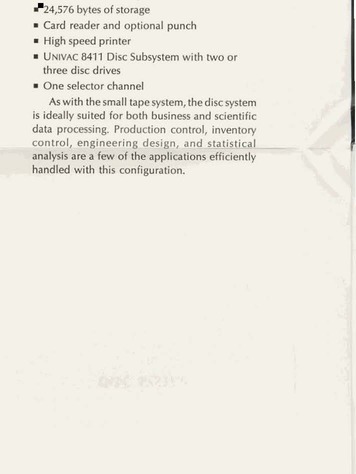 ▪ 24,576 bytes of storage
▪ Card reader and optional punch
▪ High speed printer
▪ UNIVAC 8411 Disc Subsystem with two or
three disc drives
▪ One selector channel
As with the small tape system, the disc system
is ideally suited for both business and scientific
data processing. Production control, inventory
control, engineering design, and statistical
analysis are a few of the applications efficiently
handled with this configuration.